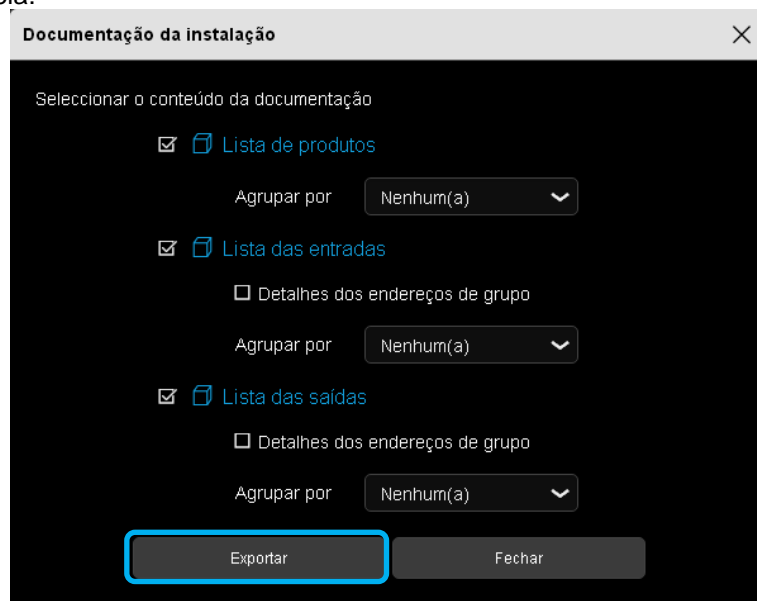 Documentação da instalação
Seleccionar o conteúdo da documentação
Lista de produtos
Agrupar por Nenhum(a)
Lista das entradas
Detalhes dos endereços de grupo
Agrupar por Nenhum(a)
Lista das saídas
Detalhes dos endereços de grupo
Agrupar por Nenhum(a)
Exportar Fechar